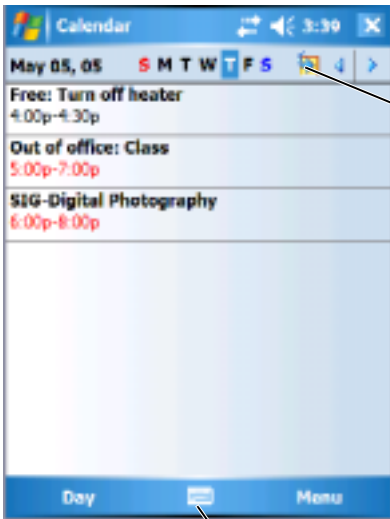 Calendar 3:39
May 05, 05 S M T W T F S
Free: Turn off heater
4:00p-4:30p
Out of office: Class
5:00p-7:00p
SIG-Digital Photography
6:00p-8:00p
Day Menu